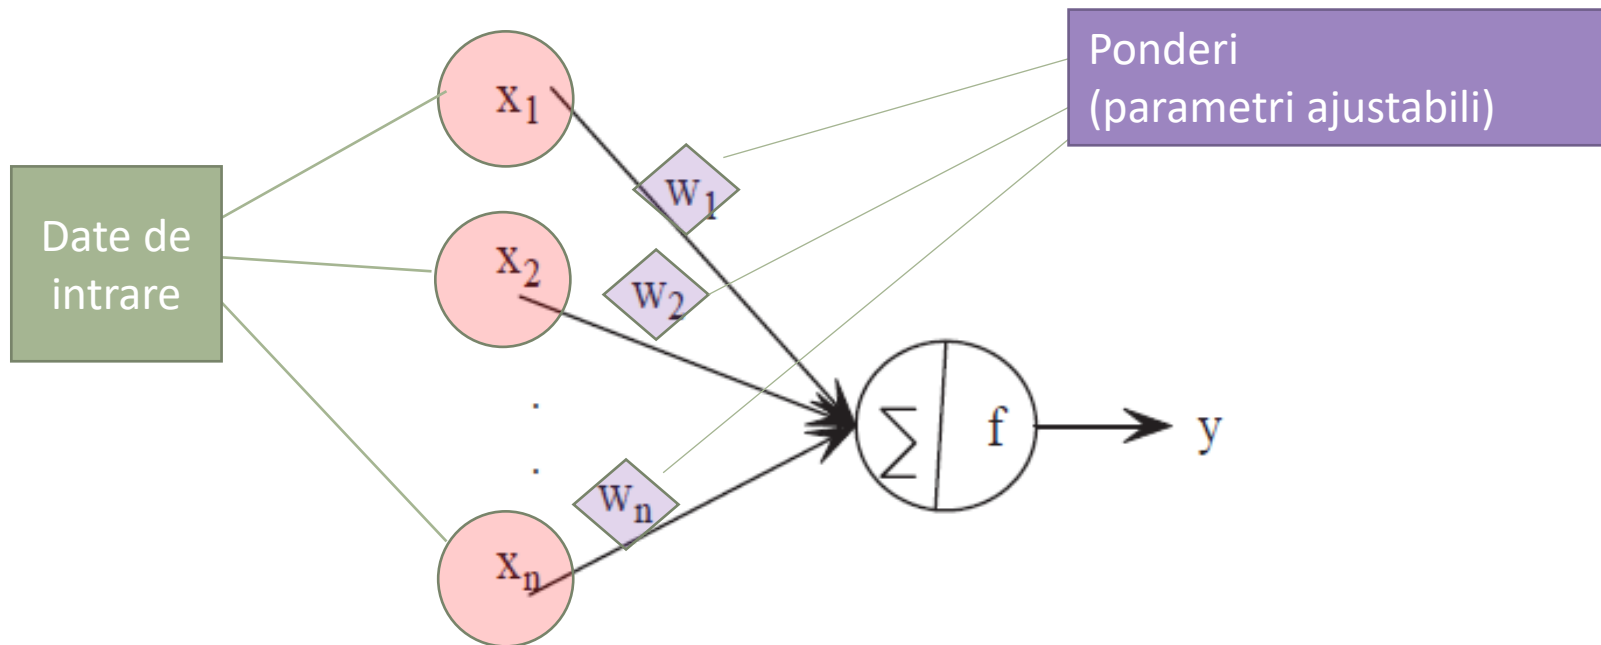 Ponderi
(parametri ajustabili)
x₁
w₁
Date de
intrare
x₂
w₂
.
.
∑ f
y
wₙ
xₙ